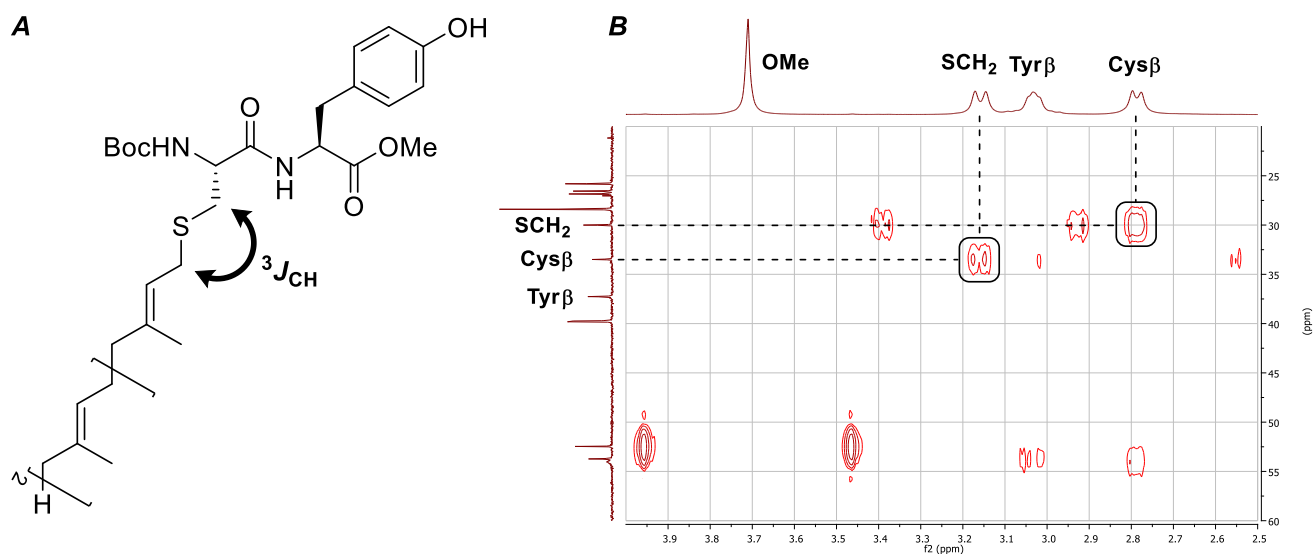 A
OH
O
BocHN
N
H
OMe
O
S
³J_CH
2
H
B
OMe
SCH₂
Tyrβ
Cysβ
SCH₂
Cysβ
Tyrβ
25
30
35
40
45
50
55
60
(ppm)
3.9
3.8
3.7
3.6
3.5
3.4
3.3
3.2
3.1
3.0
2.9
2.8
2.7
2.6
2.5
f2 (ppm)